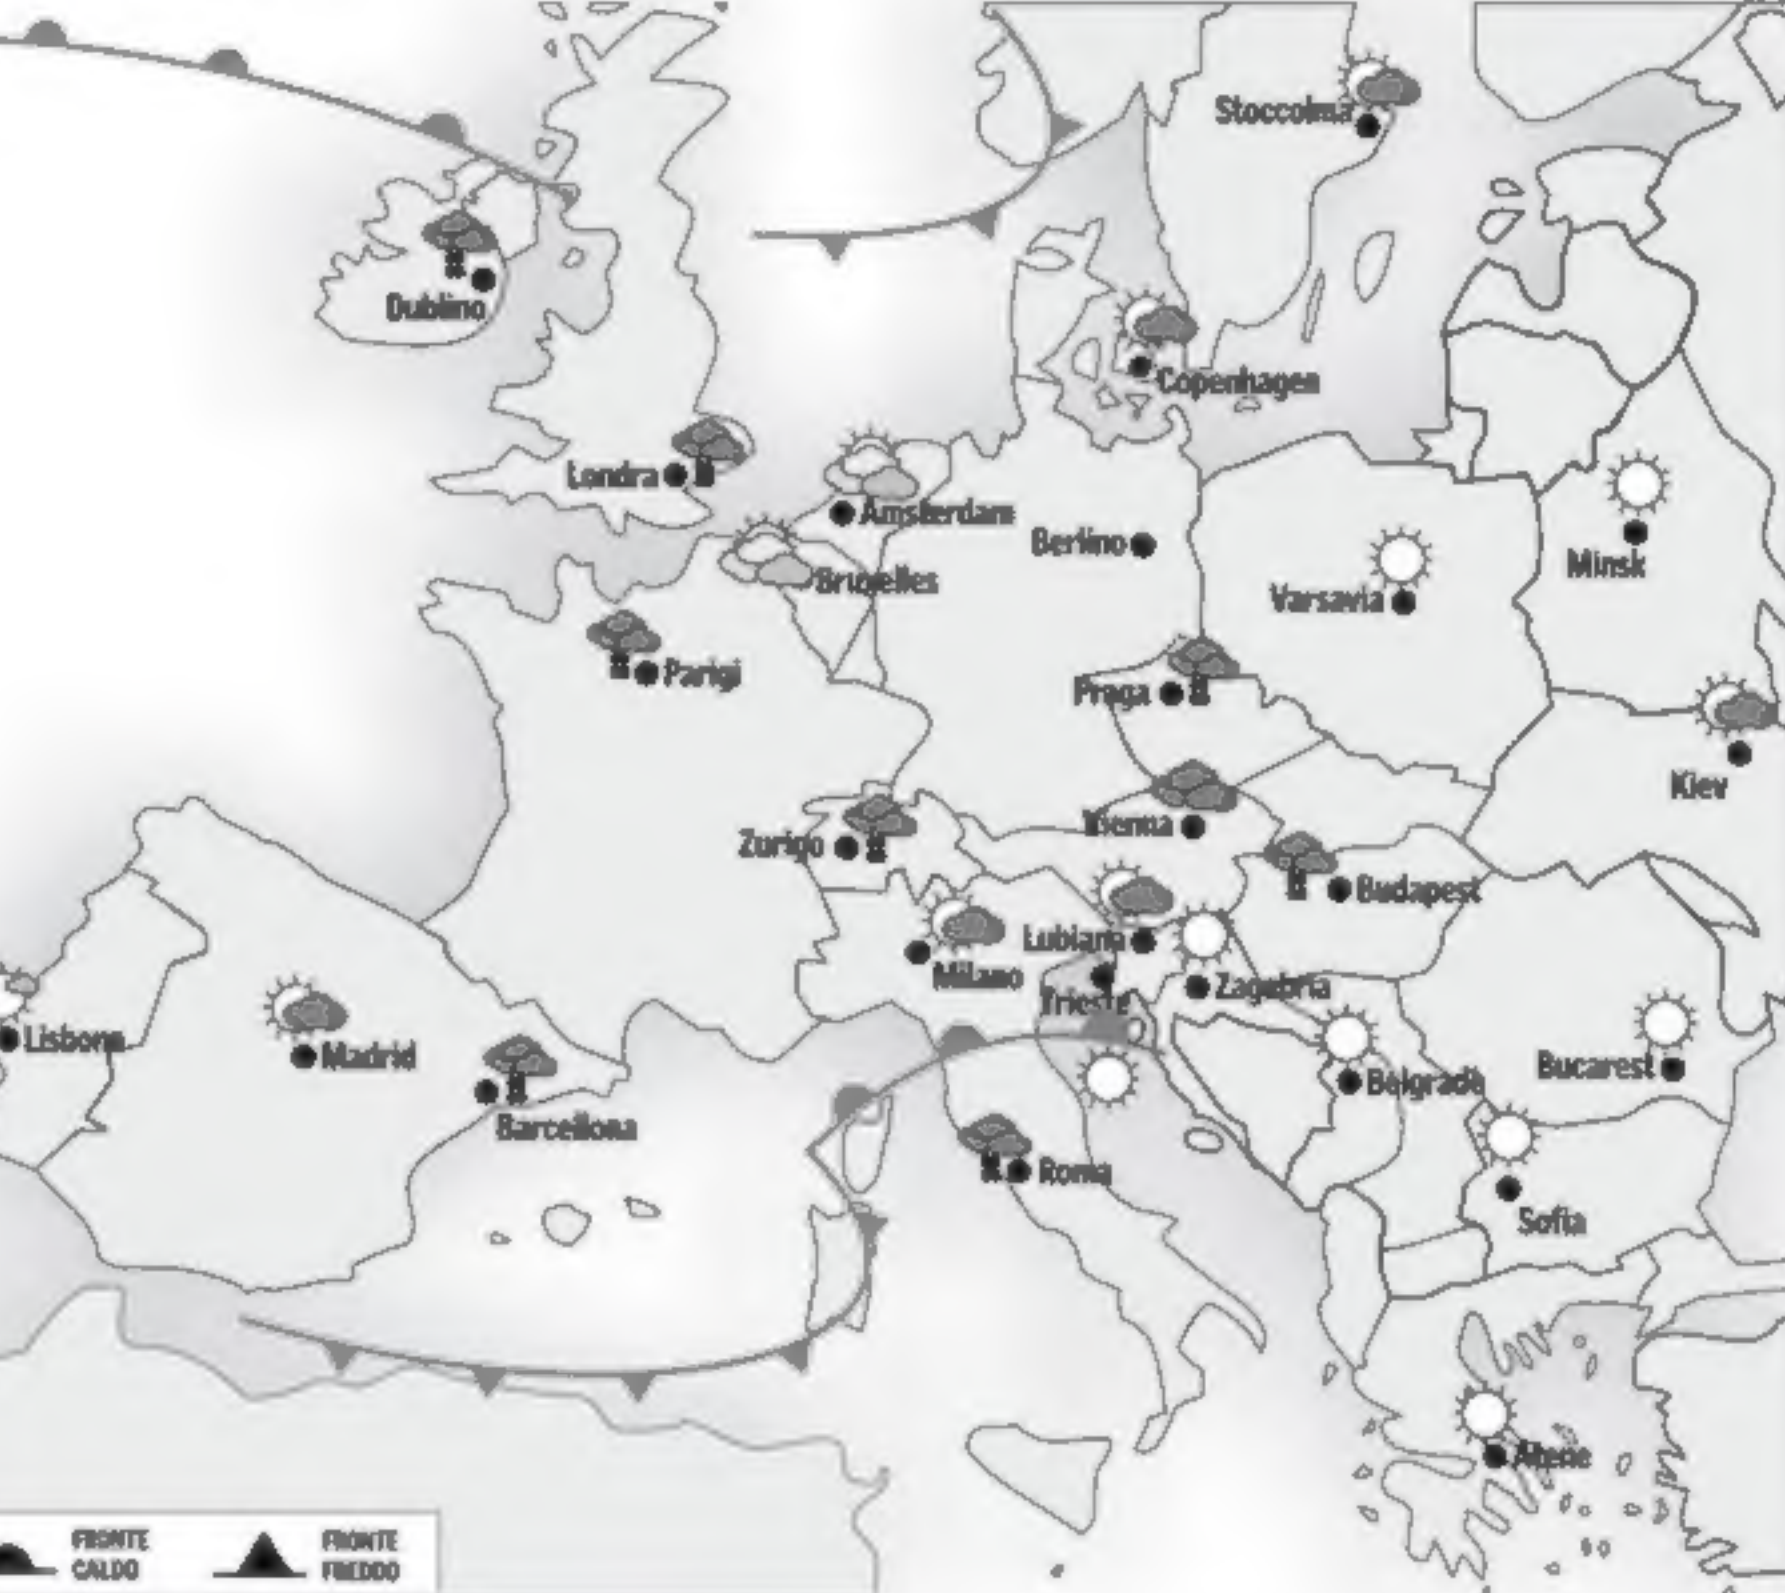 Stoccolma
Dublino
Copenhagen
Londra
Amsterdam
Berlino
Bruxelles
Minsk
Varsavia
Parigi
Praga
Kiev
Vienna
Zurigo
Budapest
Lubiana
Milano
Zagabria
Trieste
Lisbona
Madrid
Bucarest
Belgrado
Barcellona
Roma
Sofia
Atene
FRONTE
CALDO
FRONTE
FREDDO